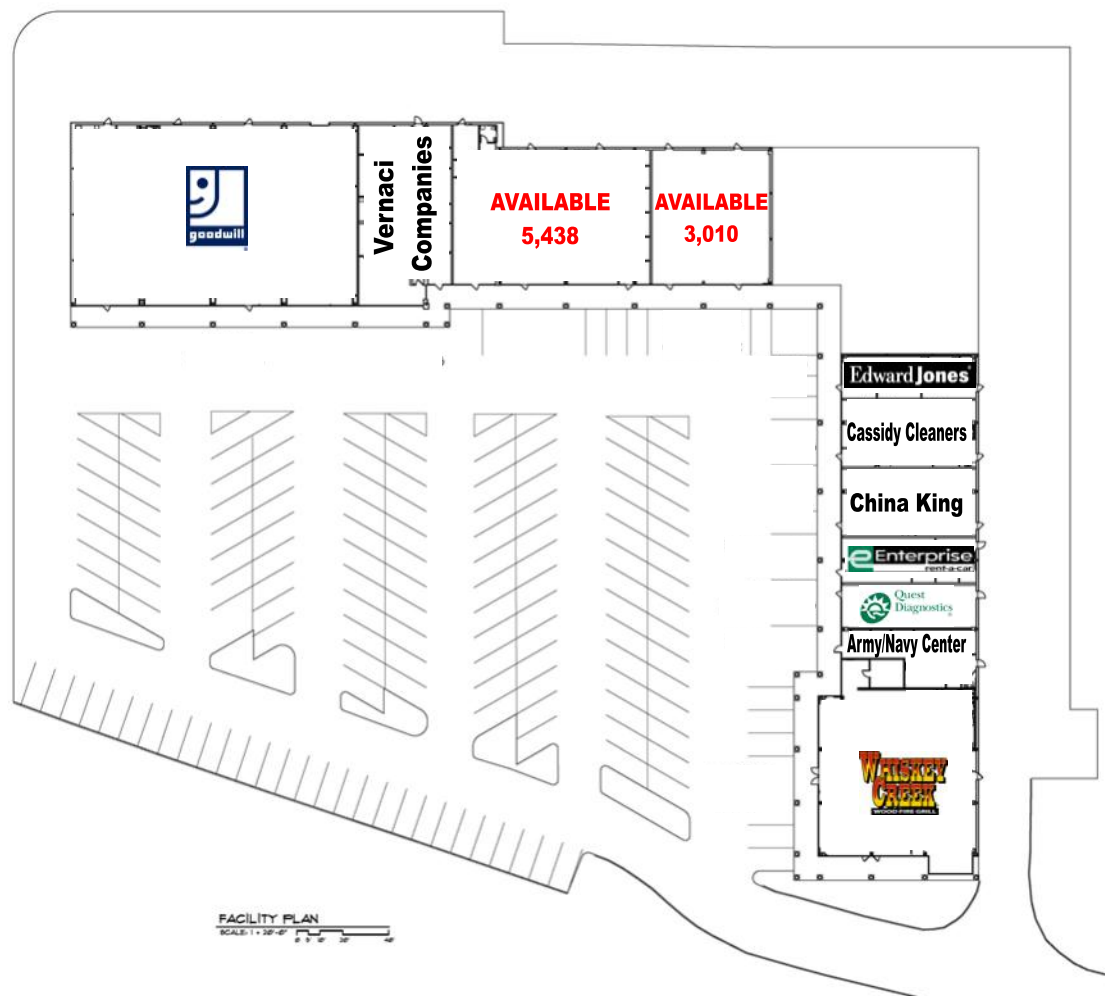 goodwill
Vernaci
Companies
AVAILABLE
5,438
AVAILABLE
3,010
Edward Jones
Cassidy Cleaners
China King
e Enterprise
rent-a-car
Quest
Diagnostics
Army/Navy Center
WHISKEY
CREEK
WOOD FIRE GRILL
FACILITY PLAN